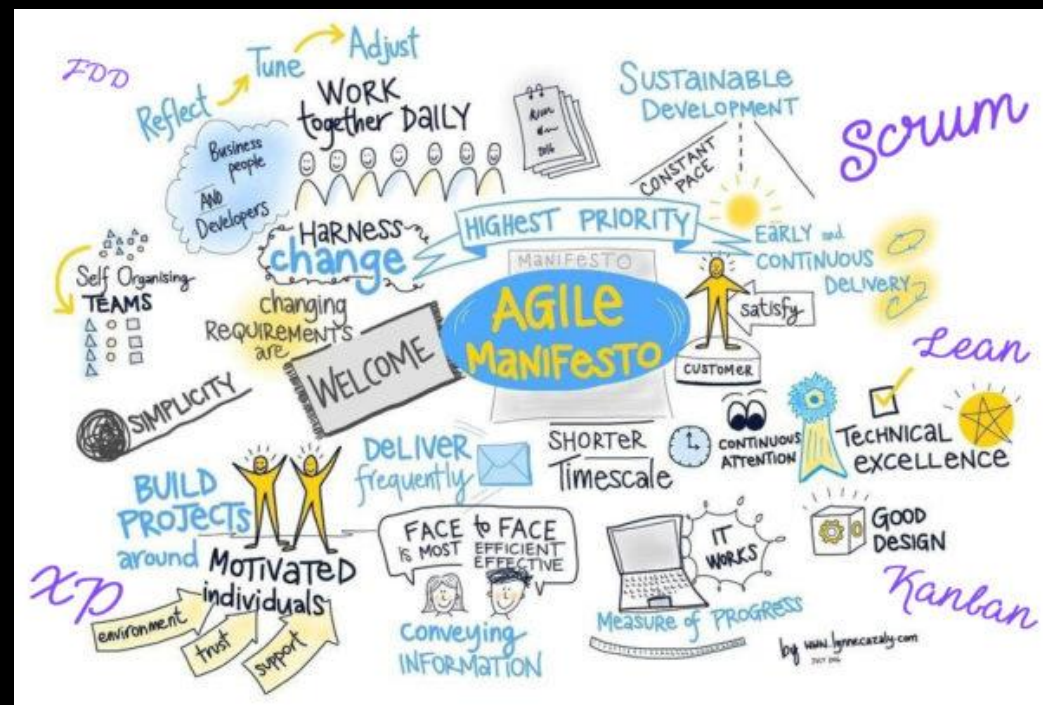 FDD
Reflect
Tune
Adjust
WORK
together DAILY
Business
people
AND
Developers
SUSTAINABLE
DEVELOPMENT
CONSTANT
PACE
Scrum
HARNESS
change
HIGHEST PRIORITY
EARLY and
CONTINUOUS
DELIVERY
MANIFESTO
AGILE
MANIFESTO
satisfy
CUSTOMER
Self Organising
TEAMS
changing
REQUIREMENTS
are
WELCOME
Lean
SIMPLICITY
DELIVER
frequently
SHORTER
Timescale
CONTINUOUS
ATTENTION
TECHNICAL
EXCELLENCE
BUILD
PROJECTS
around
MOTIVATED
individuals
environment
trust
support
FACE to FACE
is MOST EFFICIENT
EFFECTIVE
conveying
INFORMATION
IT
WORKS
Measure of PROGRESS
GOOD
DESIGN
XP
Kanban
by www.lynnecazaly.com